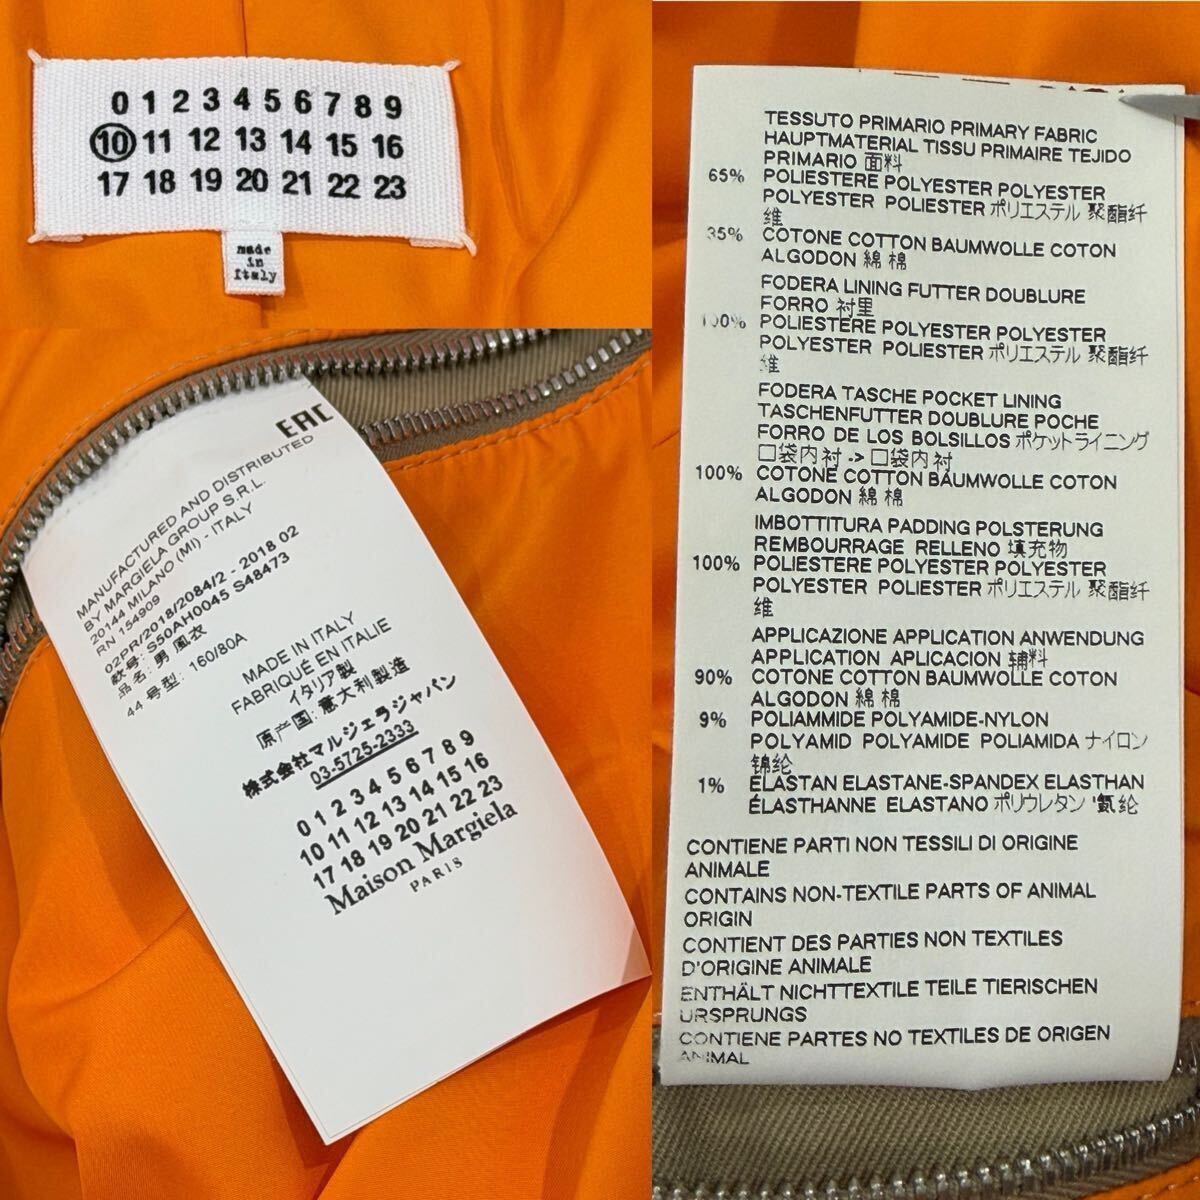 0 1 2 3 4 5 6 7 8 9
10 11 12 13 14 15 16
17 18 19 20 21 22 23
made
in
Italy
EAC
MANUFACTURED AND DISTRIBUTED
BY MARGIELA GROUP S.R.L.
20144 MILANO (MI) - ITALY
RN 154909
02PR/2018/2084/2 - 2018 02
款号: S50AH0045 S48473
品名: 男風衣
44 号型: 160/80A
MADE IN ITALY
FABRIQUÉ EN ITALIE
イタリア製
原产国: 意大利製造
株式会社マルジェラジャパン
03-5725-2333
0 1 2 3 4 5 6 7 8 9
10 11 12 13 14 15 16
17 18 19 20 21 22 23
Maison Margiela
PARIS
TESSUTO PRIMARIO PRIMARY FABRIC
HAUPTMATERIAL TISSU PRIMAIRE TEJIDO
PRIMARIO 面料
65% POLIESTERE POLYESTER POLYESTER
POLYESTER POLIESTER ポリエステル 聚酯纤
维
35% COTONE COTTON BAUMWOLLE COTON
ALGODON 綿 棉
FODERA LINING FUTTER DOUBLURE
FORRO 衬里
100% POLIESTERE POLYESTER POLYESTER
POLYESTER POLIESTER ポリエステル 聚酯纤
维
FODERA TASCHE POCKET LINING
TASCHENFUTTER DOUBLURE POCHE
FORRO DE LOS BOLSILLOS ポケットライニング
口袋内衬 -> 口袋内衬
100% COTONE COTTON BAUMWOLLE COTON
ALGODON 綿 棉
IMBOTTITURA PADDING POLSTERUNG
REMBOURRAGE RELLENO 填充物
100% POLIESTERE POLYESTER POLYESTER
POLYESTER POLIESTER ポリエステル 聚酯纤
维
APPLICAZIONE APPLICATION ANWENDUNG
APPLICATION APLICACION 辅料
90% COTONE COTTON BAUMWOLLE COTON
ALGODON 綿 棉
9% POLIAMMIDE POLYAMIDE-NYLON
POLYAMID POLYAMIDE POLIAMIDA ナイロン
锦纶
1% ELASTAN ELASTANE-SPANDEX ELASTHAN
ÉLASTHANNE ELASTANO ポリウレタン '氨纶
CONTIENE PARTI NON TESSILI DI ORIGINE
ANIMALE
CONTAINS NON-TEXTILE PARTS OF ANIMAL
ORIGIN
CONTIENT DES PARTIES NON TEXTILES
D'ORIGINE ANIMALE
ENTHÄLT NICHTTEXTILE TEILE TIERISCHEN
URSPRUNGS
CONTIENE PARTES NO TEXTILES DE ORIGEN
ANIMAL